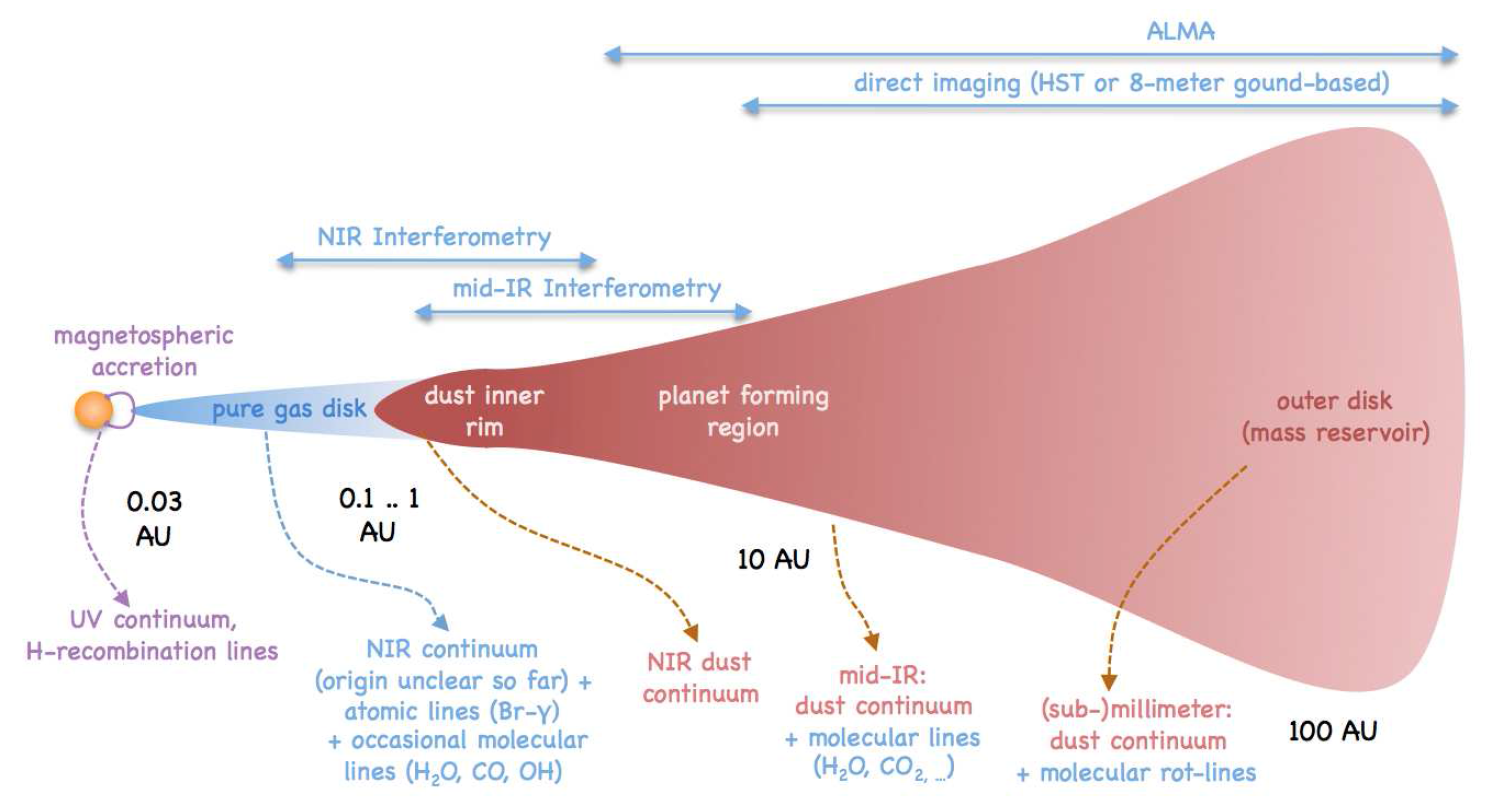 ALMA
direct imaging (HST or 8-meter gound-based)
NIR Interferometry
mid-IR Interferometry
magnetospheric
accretion
pure gas disk
dust inner
rim
planet forming
region
outer disk
(mass reservoir)
0.03
AU
0.1 .. 1
AU
10 AU
100 AU
UV continuum,
H-recombination lines
NIR continuum
(origin unclear so far) +
atomic lines (Br-γ)
+ occasional molecular
lines (H₂O, CO, OH)
NIR dust
continuum
mid-IR:
dust continuum
+ molecular lines
(H₂O, CO₂, ...)
(sub-)millimeter:
dust continuum
+ molecular rot-lines